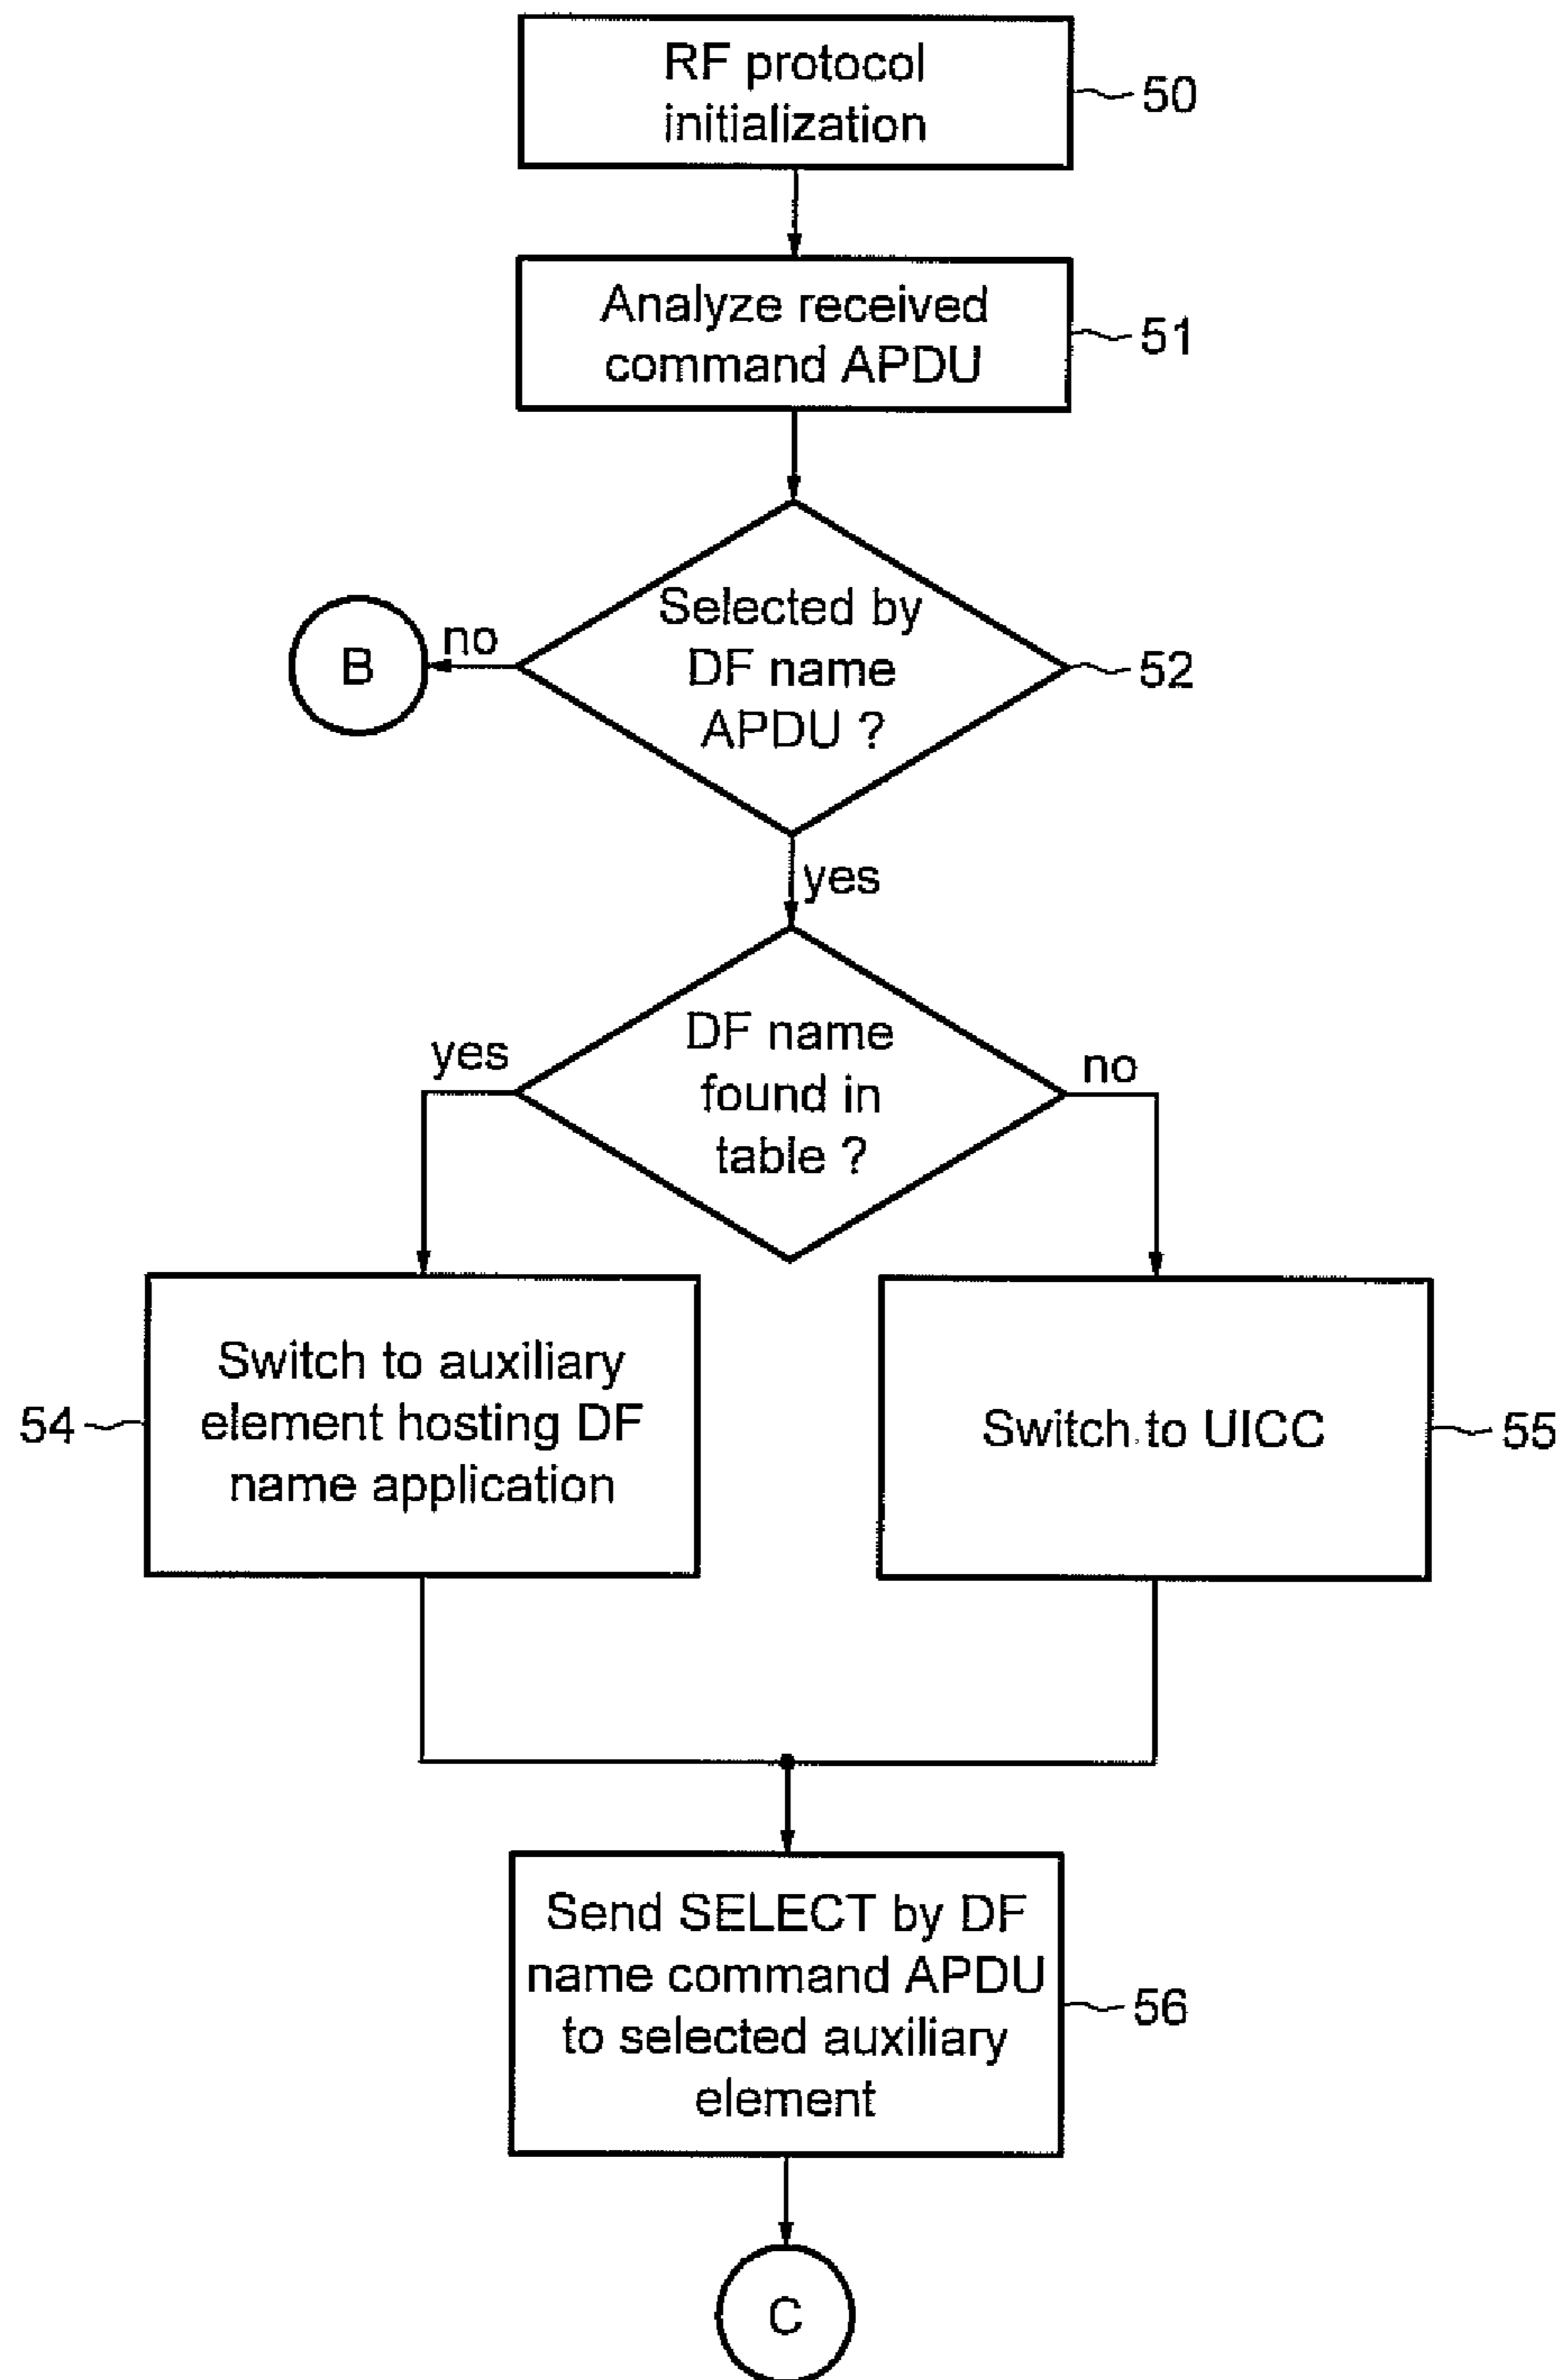 RF protocol
initialization
50
Analyze received
command APDU
51
Selected by
DF name
APDU ?
52
no
B
yes
DF name
found in
table ?
yes
no
Switch to auxiliary
element hosting DF
name application
54
Switch to UICC
55
Send SELECT by DF
name command APDU
to selected auxiliary
element
56
C